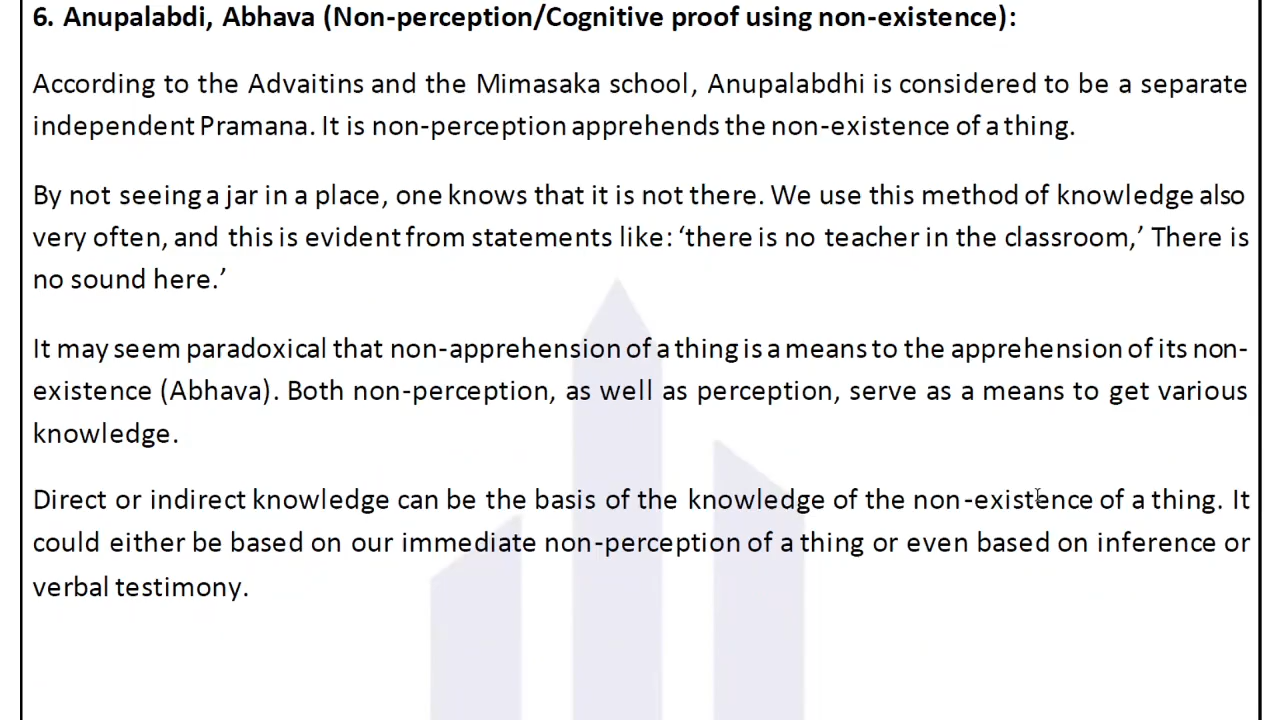 6. Anupalabdi, Abhava (Non-perception/Cognitive proof using non-existence):
According to the Advaitins and the Mimasaka school, Anupalabdhi is considered to be a separate
independent Pramana. It is non-perception apprehends the non-existence of a thing.
By not seeing a jar in a place, one knows that it is not there. We use this method of knowledge also
very often, and this is evident from statements like: ‘there is no teacher in the classroom,’ There is
no sound here.’
It may seem paradoxical that non-apprehension of a thing is a means to the apprehension of its non-
existence (Abhava). Both non-perception, as well as perception, serve as a means to get various
knowledge.
Direct or indirect knowledge can be the basis of the knowledge of the non-existence of a thing. It
could either be based on our immediate non-perception of a thing or even based on inference or
verbal testimony.